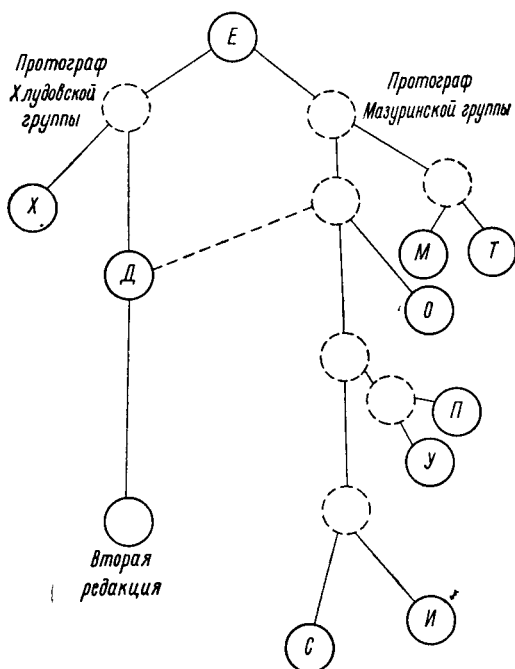 Е
Протограф
Хлудовской
группы
Протограф
Мазуринской группы
Х
М
Т
Д
О
П
У
Вторая
редакция
С
И